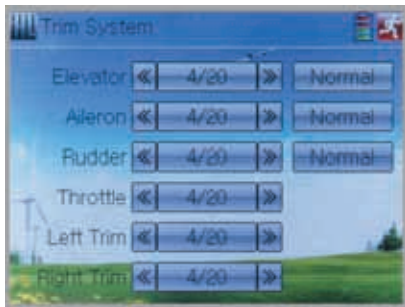 Trim System
Elevator « 4/20 » Normal
Aileron « 4/20 » Normal
Rudder « 4/20 » Normal
Throttle « 4/20 »
Left Trim « 4/20 »
Right Trim « 4/20 »